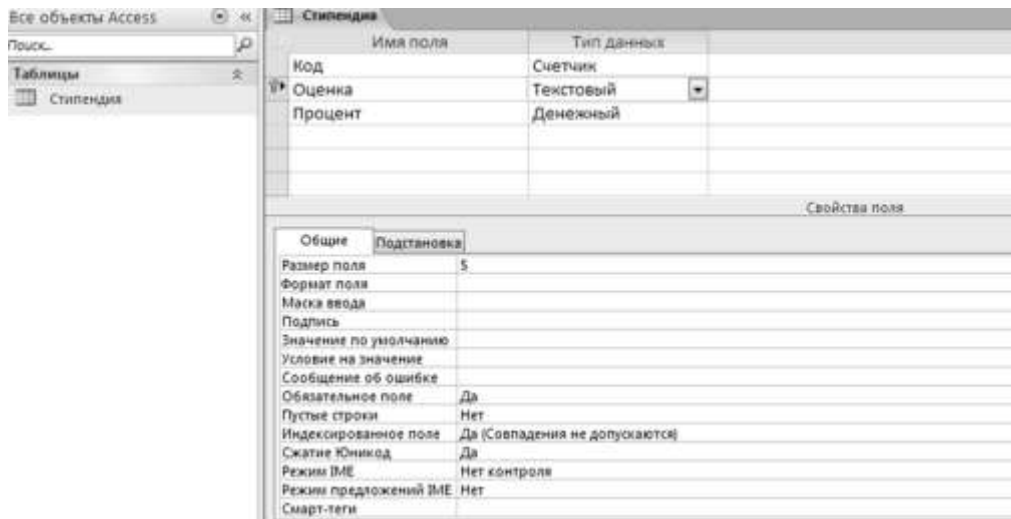 Все объекты Access
Стипендия
Поиск...
Имя поля Тип данных
Таблицы
Код Счетчик
Стипендия
Оценка Текстовый
Процент Денежный
Свойства поля
Общие Подстановка
Размер поля 5
Формат поля
Маска ввода
Подпись
Значение по умолчанию
Условие на значение
Сообщение об ошибке
Обязательное поле Да
Пустые строки Нет
Индексированное поле Да (Совпадения не допускаются)
Сжатие Юникод Да
Режим IME Нет контроля
Режим предложений IME Нет
Смарт-теги